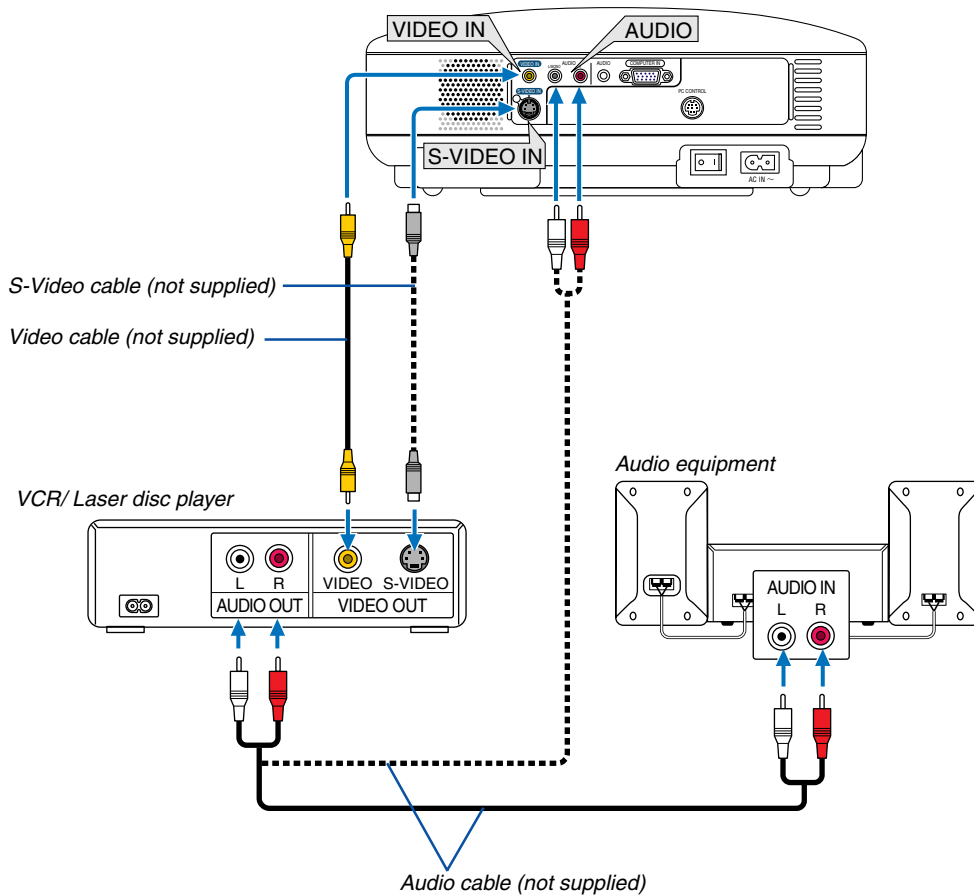 VIDEO IN
AUDIO
VIDEO IN
L/MONO
AUDIO
AUDIO
COMPUTER IN
S-VIDEO IN
PC CONTROL
S-VIDEO IN
AC IN ~
S-Video cable (not supplied)
Video cable (not supplied)
Audio equipment
VCR/ Laser disc player
L R
AUDIO OUT
VIDEO S-VIDEO
VIDEO OUT
AUDIO IN
L R
Audio cable (not supplied)